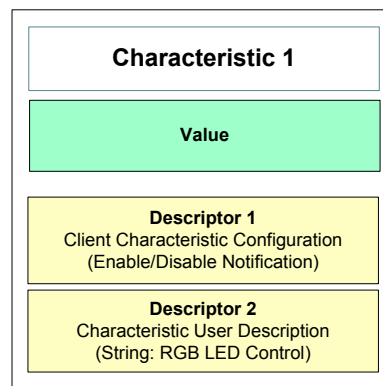 Characteristic 1
Value
Descriptor 1
Client Characteristic Configuration
(Enable/Disable Notification)
Descriptor 2
Characteristic User Description
(String: RGB LED Control)